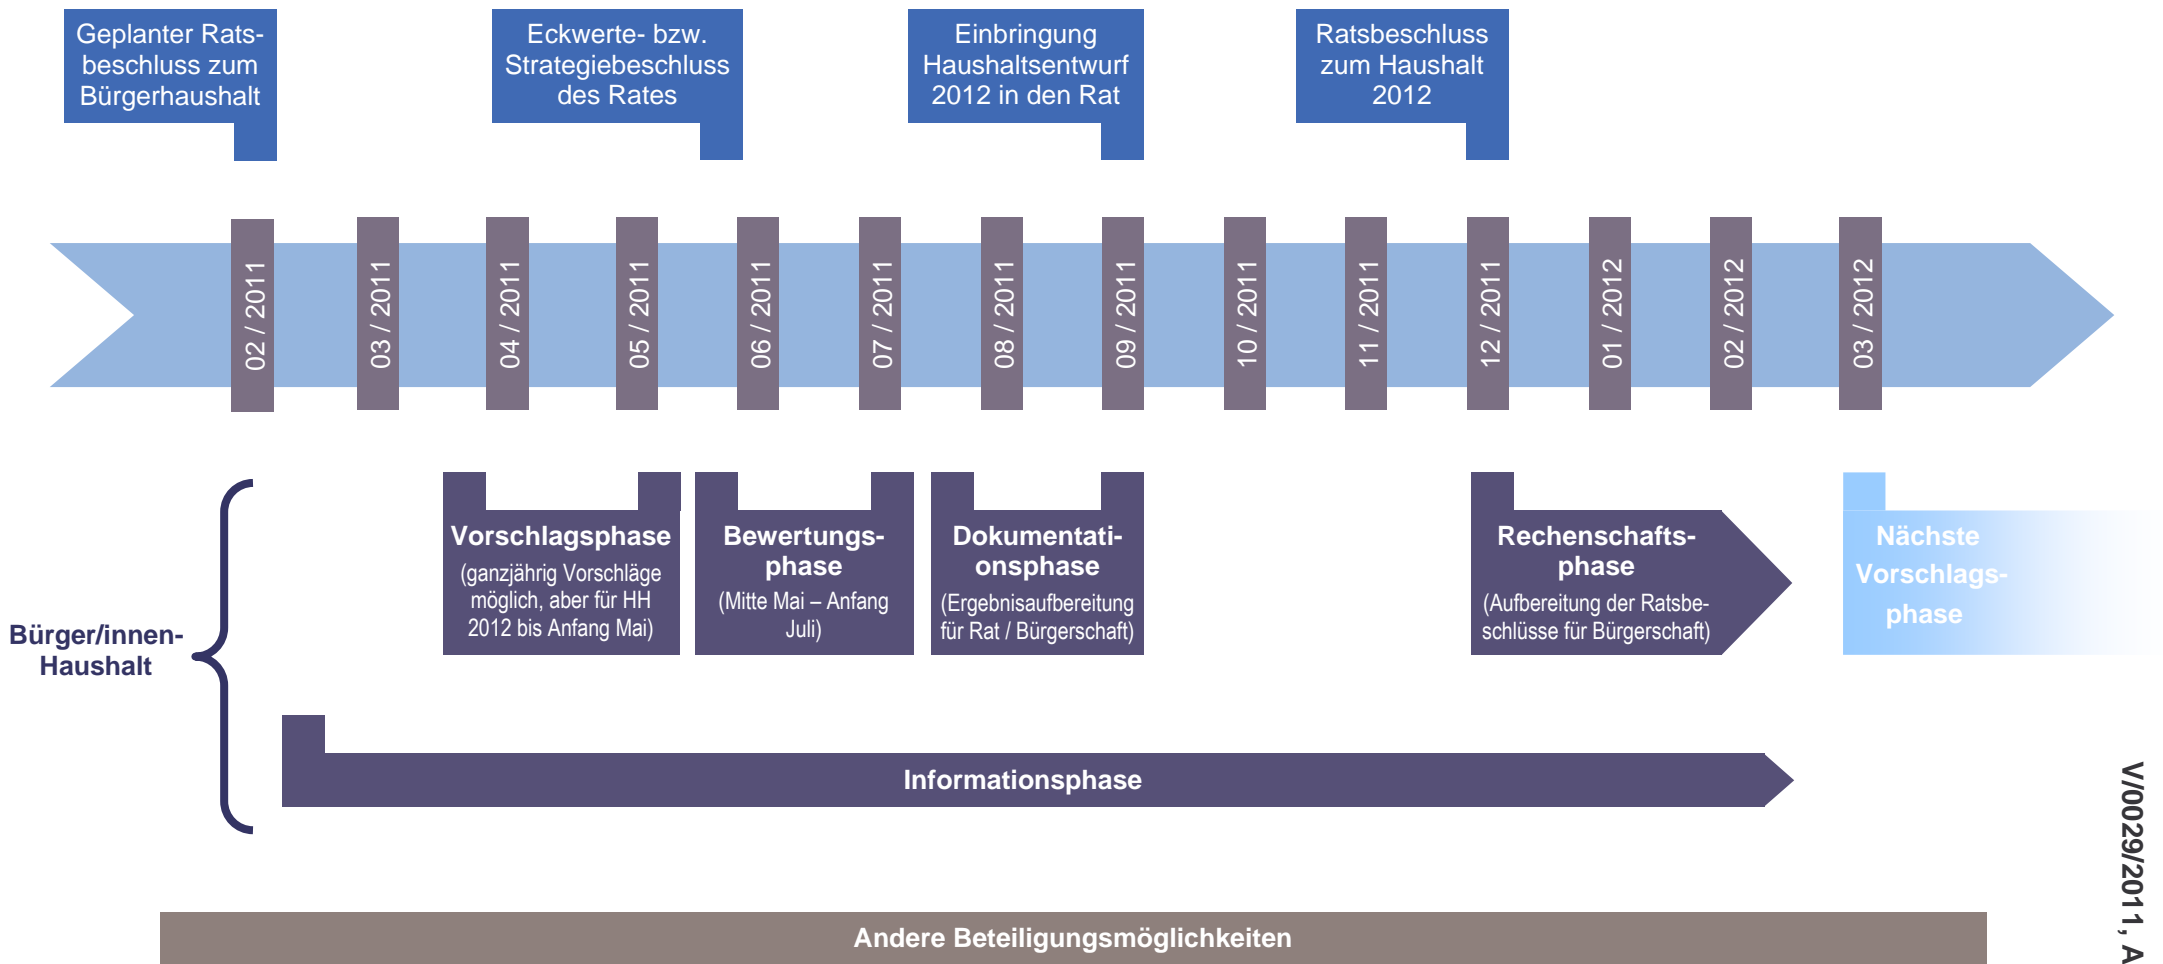 Geplanter Rats-
beschluss zum
Bürgerhaushalt
Eckwerte- bzw.
Strategiebeschluss
des Rates
Einbringung
Haushaltsentwurf
2012 in den Rat
Ratsbeschluss
zum Haushalt
2012
02 / 2011
03 / 2011
04 / 2011
05 / 2011
06 / 2011
07 / 2011
08 / 2011
09 / 2011
10 / 2011
11 / 2011
12 / 2011
01 / 2012
02 / 2012
03 / 2012
Bürger/innen-
Haushalt
Vorschlagsphase
(ganzjährig Vorschläge
möglich, aber für HH
2012 bis Anfang Mai)
Bewertungs-
phase
(Mitte Mai – Anfang
Juli)
Dokumentati-
onsphase
(Ergebnisaufbereitung
für Rat / Bürgerschaft)
Rechenschafts-
phase
(Aufbereitung der Ratsbe-
schlüsse für Bürgerschaft)
Nächste
Vorschlags-
phase
Informationsphase
Andere Beteiligungsmöglichkeiten
V/0029/2011, A